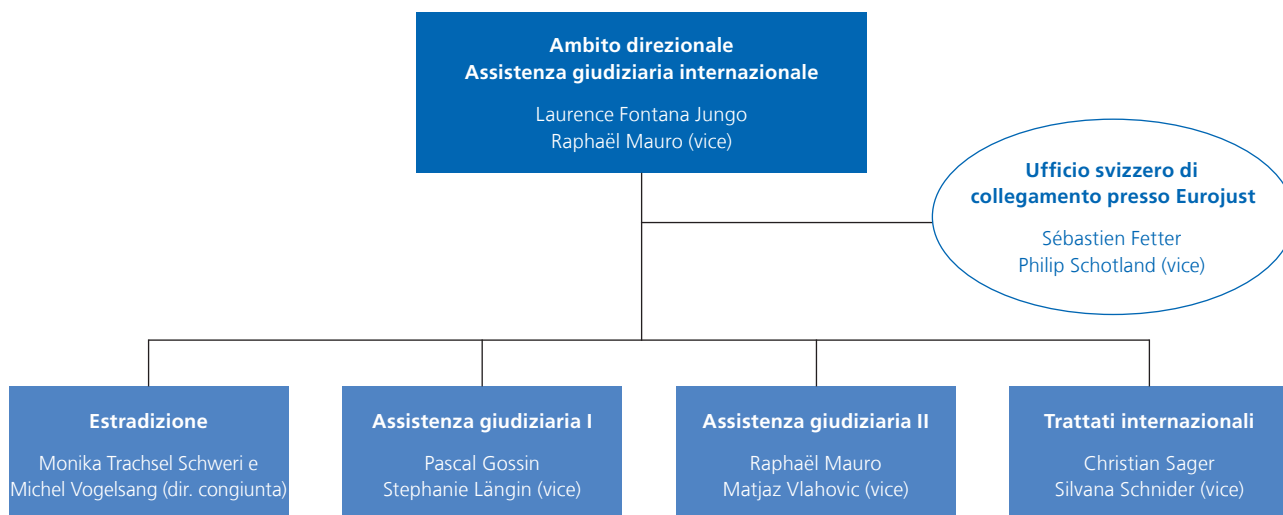 Ambito direzionale
Assistenza giudiziaria internazionale
Laurence Fontana Jungo
Raphaël Mauro (vice)
Ufficio svizzero di
collegamento presso Eurojust
Sébastien Fetter
Philip Schotland (vice)
Estradizione
Monika Trachsel Schweri e
Michel Vogelsang (dir. congiunta)
Assistenza giudiziaria I
Pascal Gossin
Stephanie Längin (vice)
Assistenza giudiziaria II
Raphaël Mauro
Matjaz Vlahovic (vice)
Trattati internazionali
Christian Sager
Silvana Schnider (vice)